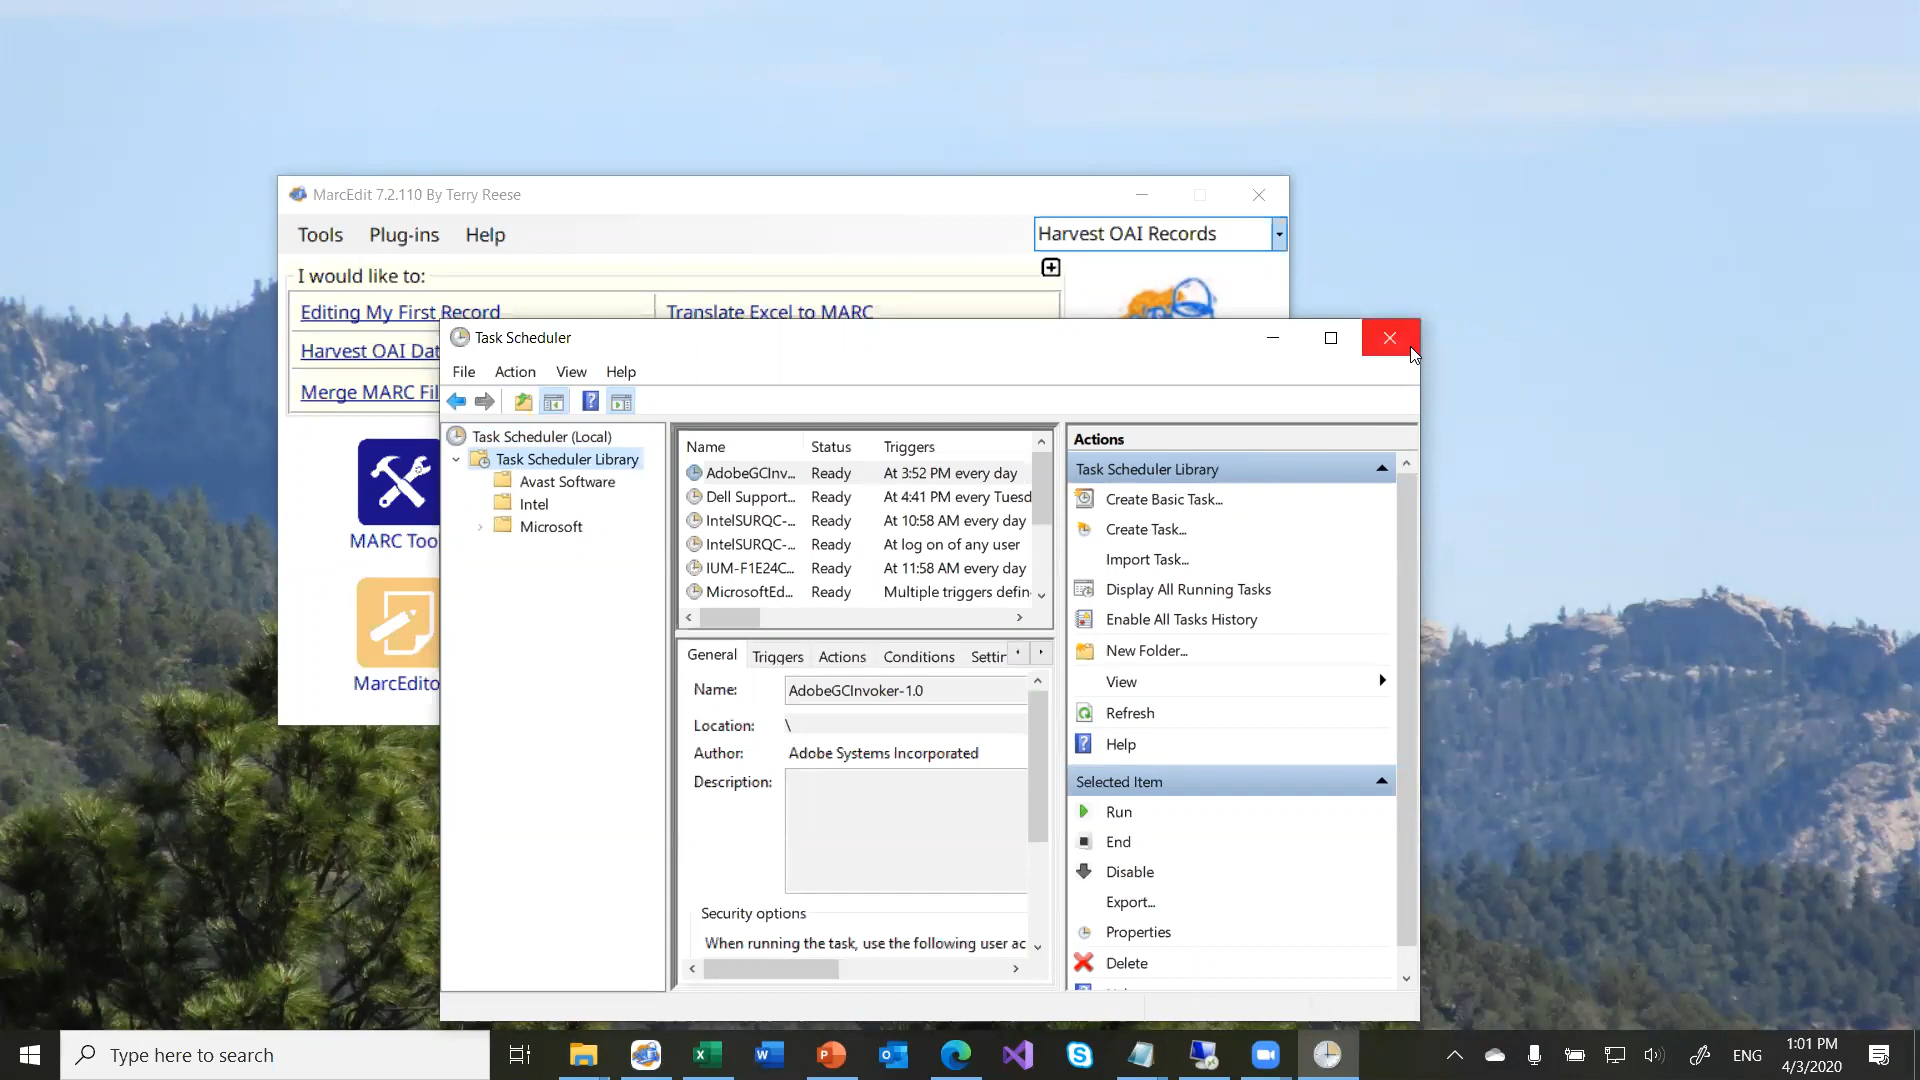 MarcEdit 7.2.110 By Terry Reese
Tools Plug-ins Help
Harvest OAI Records
I would like to:
Editing My First Record
Translate Excel to MARC
Harvest OAI Dat
Merge MARC Fil
MARC Too
MarcEdito
Task Scheduler
File Action View Help
Task Scheduler (Local)
Task Scheduler Library
Avast Software
Intel
Microsoft
Name Status Triggers
AdobeGCInv... Ready At 3:52 PM every day
Dell Support... Ready At 4:41 PM every Tuesd
IntelSURQC-... Ready At 10:58 AM every day
IntelSURQC-... Ready At log on of any user
IUM-F1E24C... Ready At 11:58 AM every day
MicrosoftEd... Ready Multiple triggers defin
General Triggers Actions Conditions Settin
Name: AdobeGCInvoker-1.0
Location: \
Author: Adobe Systems Incorporated
Description:
Security options
When running the task, use the following user ac
Actions
Task Scheduler Library
Create Basic Task...
Create Task...
Import Task...
Display All Running Tasks
Enable All Tasks History
New Folder...
View
Refresh
Help
Selected Item
Run
End
Disable
Export...
Properties
Delete
Type here to search
ENG
1:01 PM
4/3/2020